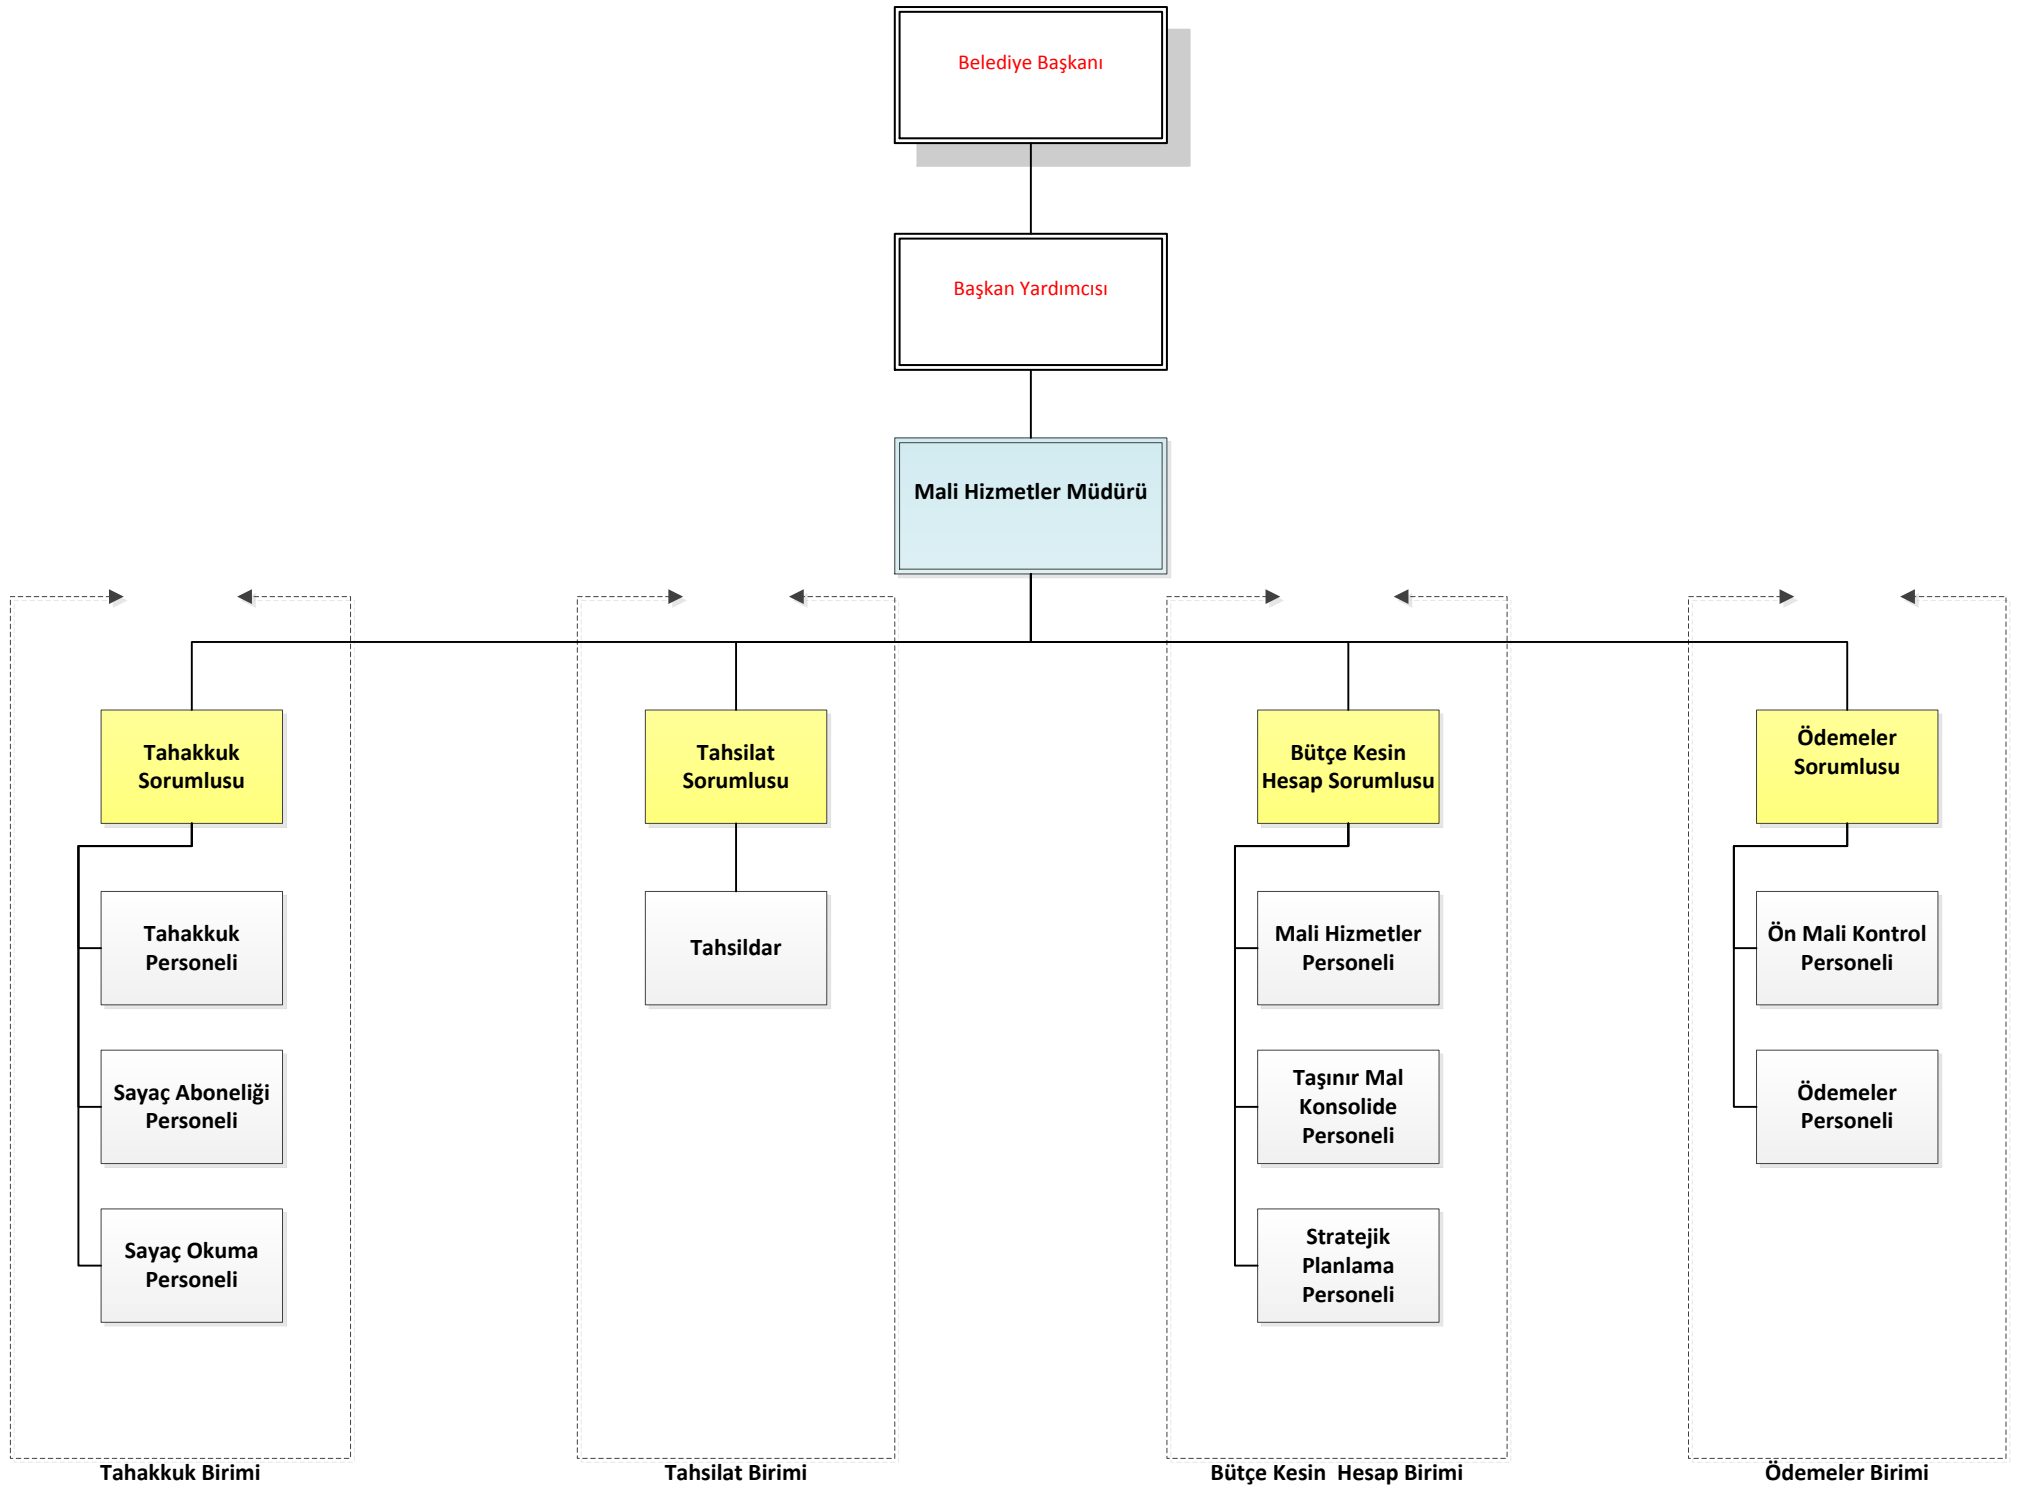 Belediye Başkanı
Başkan Yardımcısı
Mali Hizmetler Müdürü
Tahakkuk
Sorumlusu
Tahsilat
Sorumlusu
Bütçe Kesin
Hesap Sorumlusu
Ödemeler
Sorumlusu
Tahakkuk
Personeli
Tahsildar
Mali Hizmetler
Personeli
Ön Mali Kontrol
Personeli
Sayaç Aboneliği
Personeli
Taşınır Mal
Konsolide
Personeli
Ödemeler
Personeli
Sayaç Okuma
Personeli
Stratejik
Planlama
Personeli
Tahakkuk Birimi
Tahsilat Birimi
Bütçe Kesin  Hesap Birimi
Ödemeler Birimi